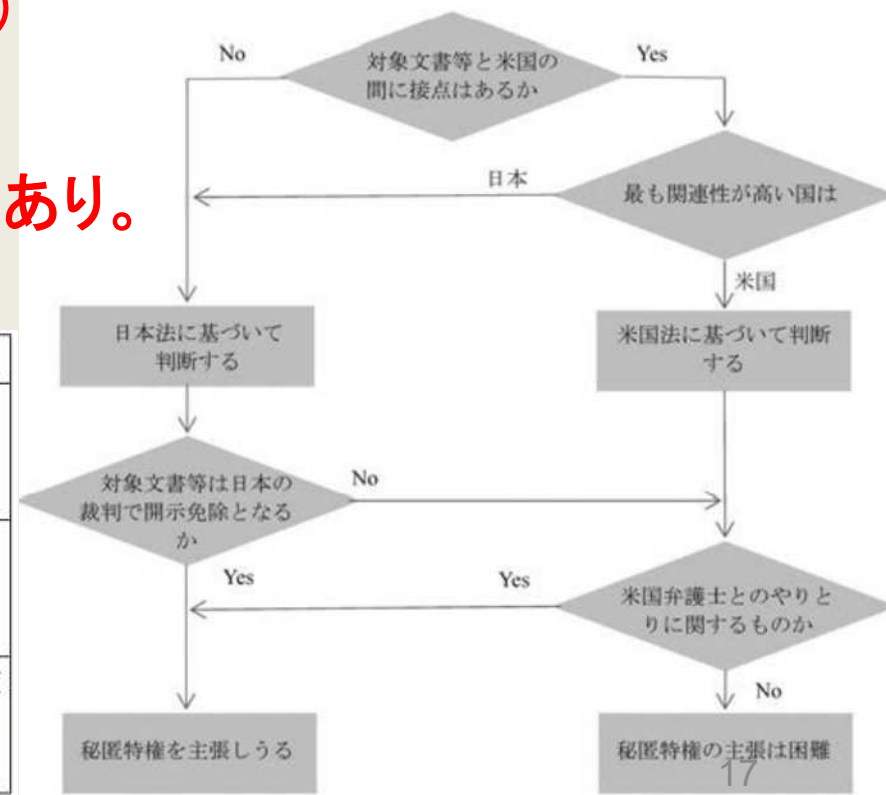 あり。
対象文書等と米国の
間に接点はあるか
No
Yes
最も関連性が高い国は
日本
米国
日本法に基づいて
判断する
米国法に基づいて判断
する
対象文書等は日本の
裁判で開示免除となる
か
No
Yes
米国弁護士とのやりと
りに関するものか
Yes
No
秘匿特権を主張しうる
秘匿特権の主張は困難
17